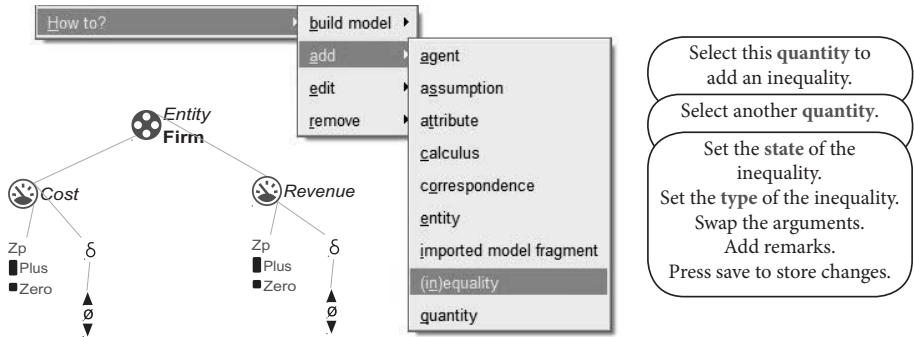 How to?
build model
add
edit
remove
agent
assumption
attribute
calculus
correspondence
entity
imported model fragment
(in)equality
quantity
Entity
Firm
Cost
Zp
Plus
Zero
δ
ø
Revenue
Zp
Plus
Zero
δ
ø
Select this quantity to
add an inequality.
Select another quantity.
Set the state of the
inequality.
Set the type of the inequality.
Swap the arguments.
Add remarks.
Press save to store changes.